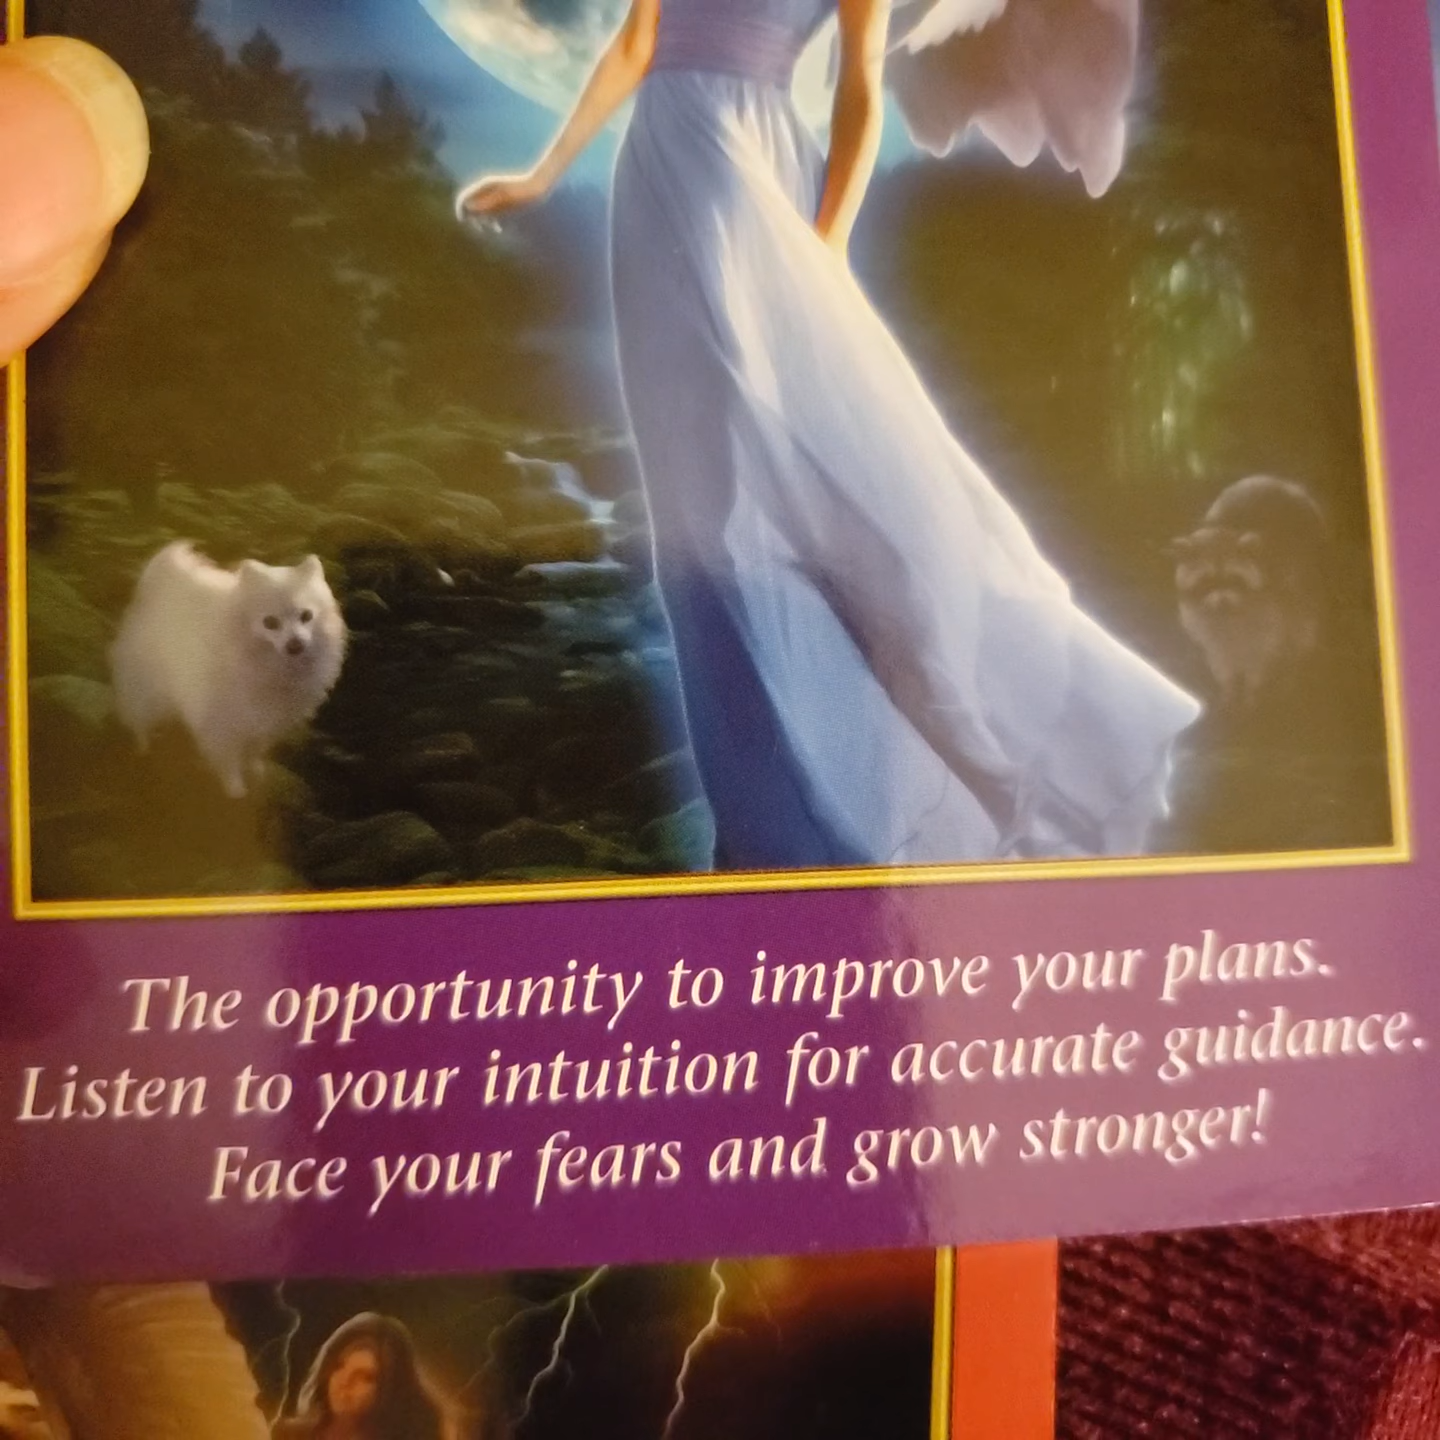 The opportunity to improve your plans.
Listen to your intuition for accurate guidance.
Face your fears and grow stronger!